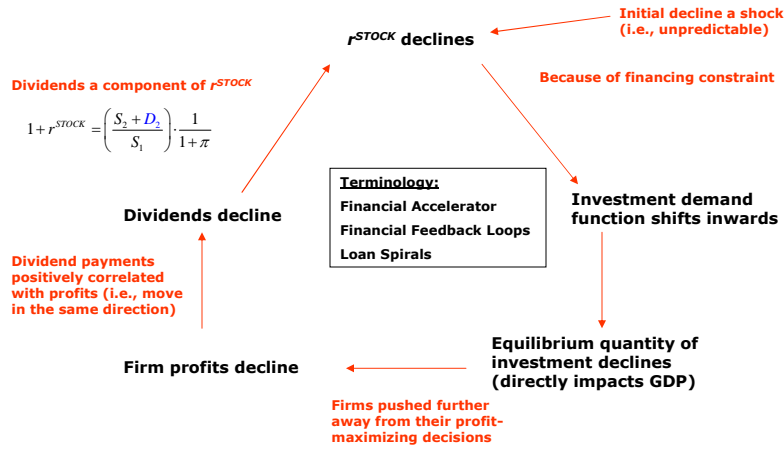 Initial decline a shock
(i.e., unpredictable)
r^STOCK declines
Because of financing constraint
Dividends a component of r^STOCK
1 + r^STOCK = ((S_2 + D_2) / S_1) · 1 / (1 + π)
Terminology:
Financial Accelerator
Financial Feedback Loops
Loan Spirals
Investment demand
function shifts inwards
Dividends decline
Dividend payments
positively correlated
with profits (i.e., move
in the same direction)
Equilibrium quantity of
investment declines
(directly impacts GDP)
Firm profits decline
Firms pushed further
away from their profit-
maximizing decisions